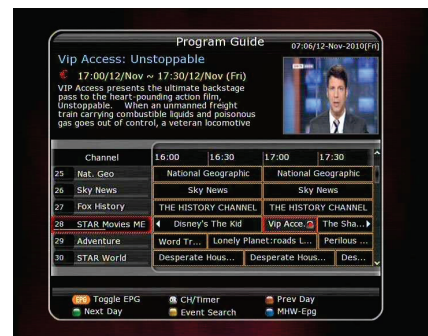 Program Guide
07:06/12-Nov-2010(Fri)
Vip Access: Unstoppable
17:00/12/Nov ~ 17:30/12/Nov (Fri)
VIP Access presents the ultimate backstage
pass to the heart-pounding action film,
Unstoppable. When an unmanned freight
train carrying combustible liquids and poisonous
gas goes out of control, a veteran locomotive
Channel 16:00 16:30 17:00 17:30
25 Nat. Geo National Geographic National Geographic
26 Sky News Sky News Sky News
27 Fox History THE HISTORY CHANNEL THE HISTORY CHANNEL
28 STAR Movies ME Disney's The Kid Vip Acce. The Sha...
29 Adventure Word Tr... Lonely Planet:roads L... Perilous ...
30 STAR World Desperate Hous... Desperate Hous... Des...
EPG Toggle EPG CH/Timer Prev Day
Next Day Event Search MHW-Epg